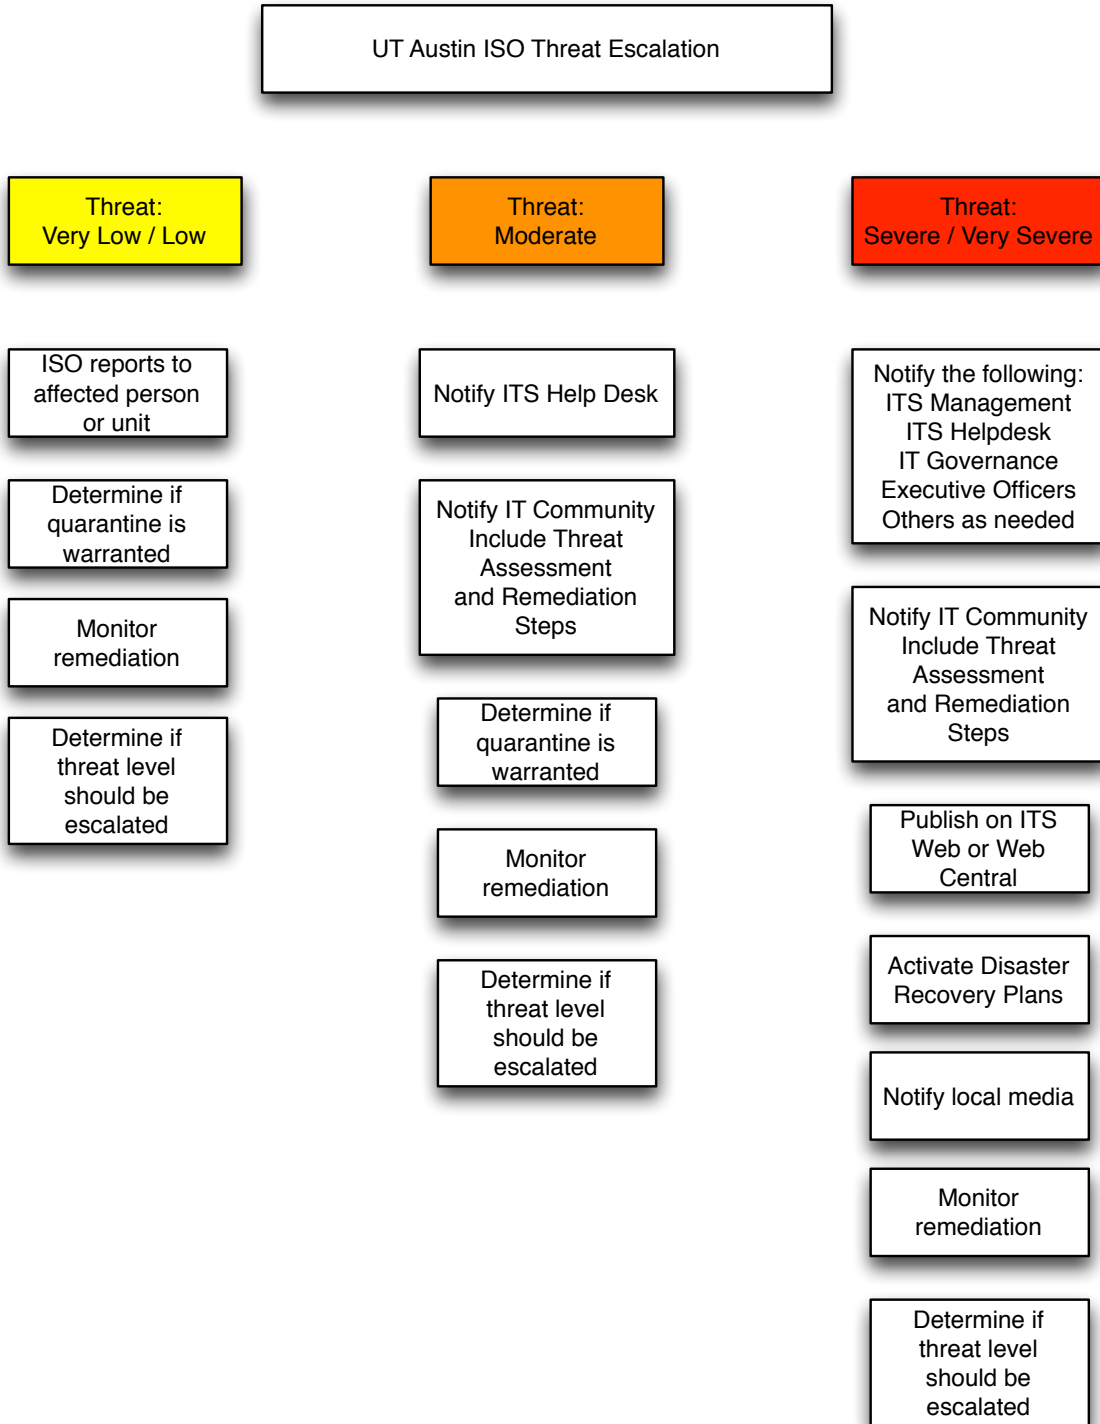 UT Austin ISO Threat Escalation
Threat:
Very Low / Low
ISO reports to
affected person
or unit
Determine if
quarantine is
warranted
Monitor
remediation
Determine if
threat level
should be
escalated
Threat:
Moderate
Notify ITS Help Desk
Notify IT Community
Include Threat
Assessment
and Remediation
Steps
Determine if
quarantine is
warranted
Monitor
remediation
Determine if
threat level
should be
escalated
Threat:
Severe / Very Severe
Notify the following:
ITS Management
ITS Helpdesk
IT Governance
Executive Officers
Others as needed
Notify IT Community
Include Threat
Assessment
and Remediation
Steps
Publish on ITS
Web or Web
Central
Activate Disaster
Recovery Plans
Notify local media
Monitor
remediation
Determine if
threat level
should be
escalated